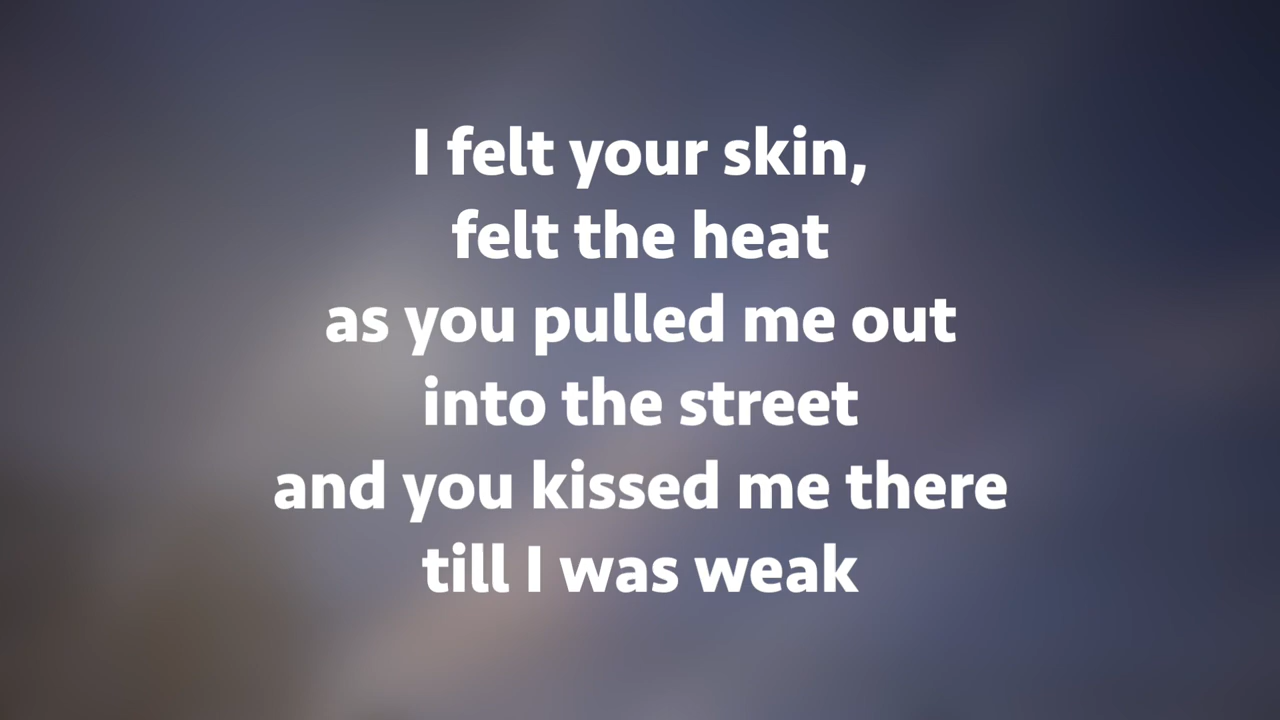 I felt your skin,
felt the heat
as you pulled me out
into the street
and you kissed me there
till I was weak